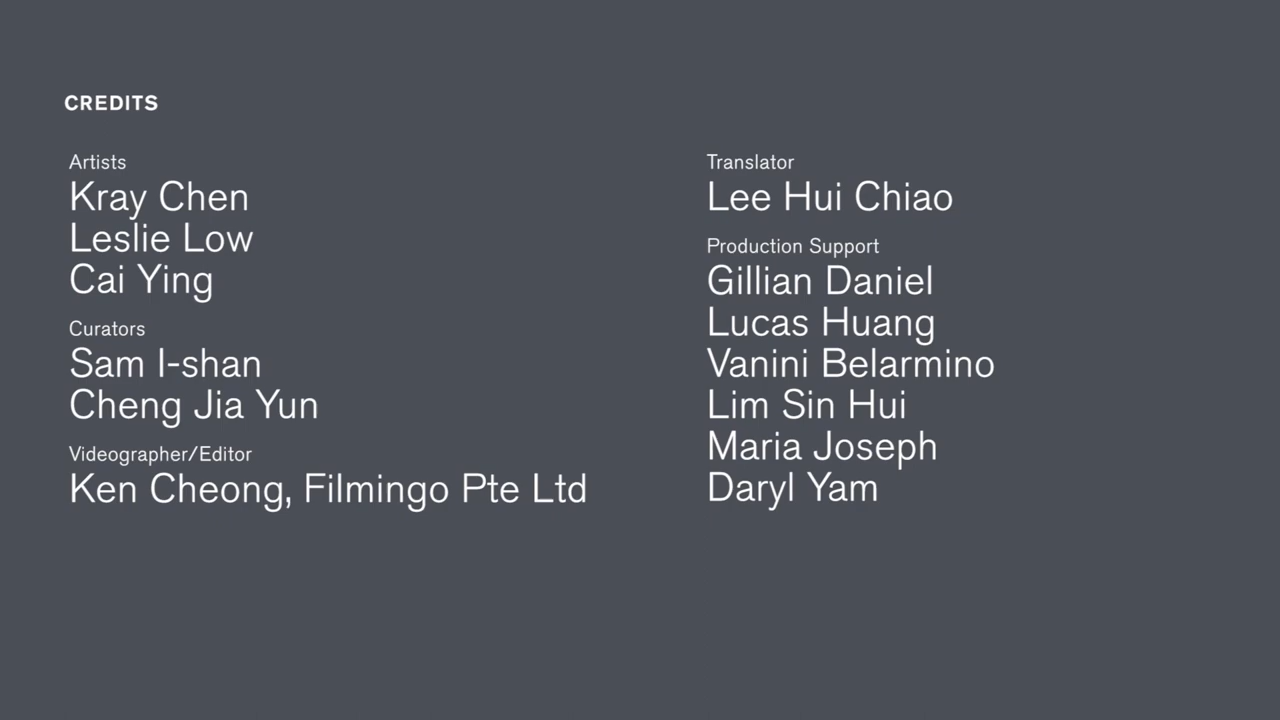 CREDITS
Artists
Kray Chen
Leslie Low
Cai Ying
Curators
Sam I-shan
Cheng Jia Yun
Videographer/Editor
Ken Cheong, Filmingo Pte Ltd
Translator
Lee Hui Chiao
Production Support
Gillian Daniel
Lucas Huang
Vanini Belarmino
Lim Sin Hui
Maria Joseph
Daryl Yam